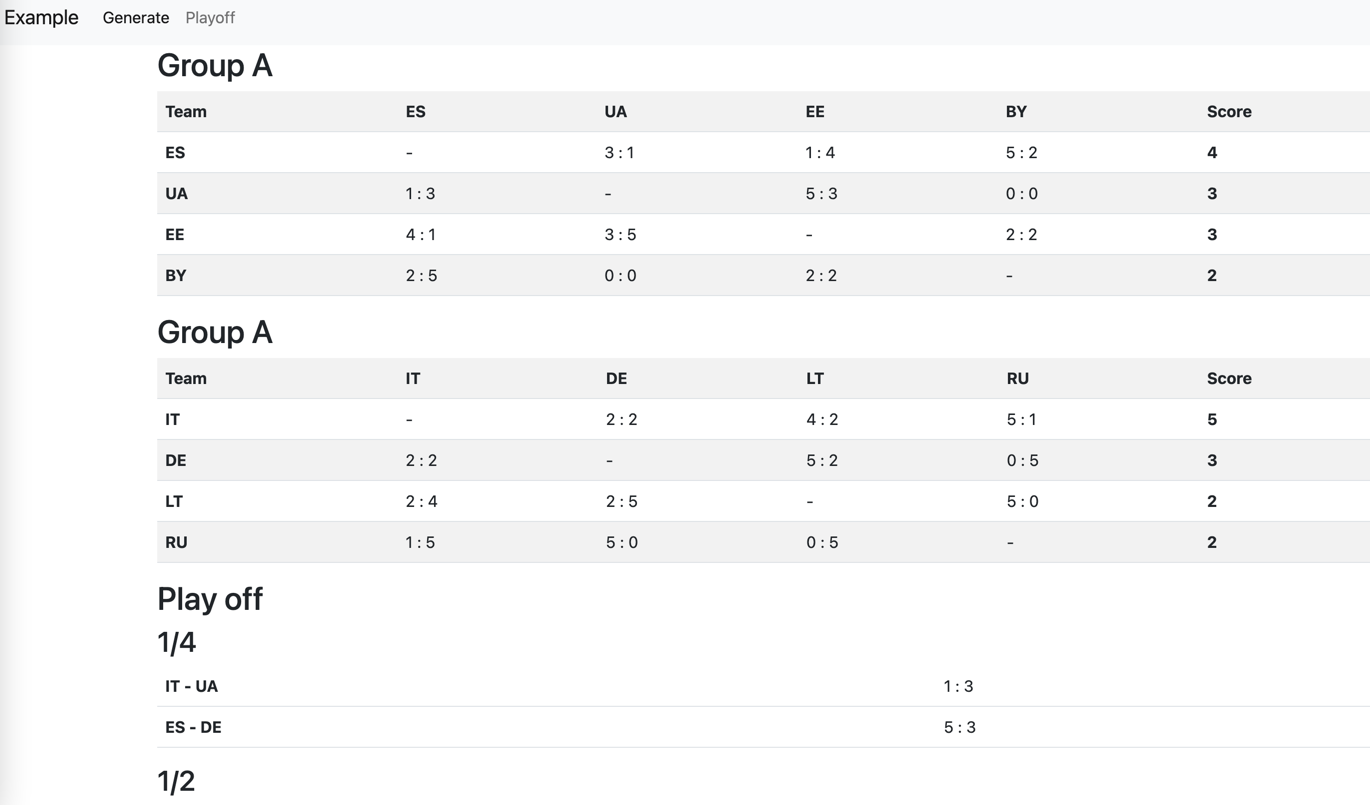 Example Generate Playoff
Group A
Team ES UA EE BY Score
ES - 3 : 1 1 : 4 5 : 2 4
UA 1 : 3 - 5 : 3 0 : 0 3
EE 4 : 1 3 : 5 - 2 : 2 3
BY 2 : 5 0 : 0 2 : 2 - 2
Group A
Team IT DE LT RU Score
IT - 2 : 2 4 : 2 5 : 1 5
DE 2 : 2 - 5 : 2 0 : 5 3
LT 2 : 4 2 : 5 - 5 : 0 2
RU 1 : 5 5 : 0 0 : 5 - 2
Play off
1/4
IT - UA 1 : 3
ES - DE 5 : 3
1/2